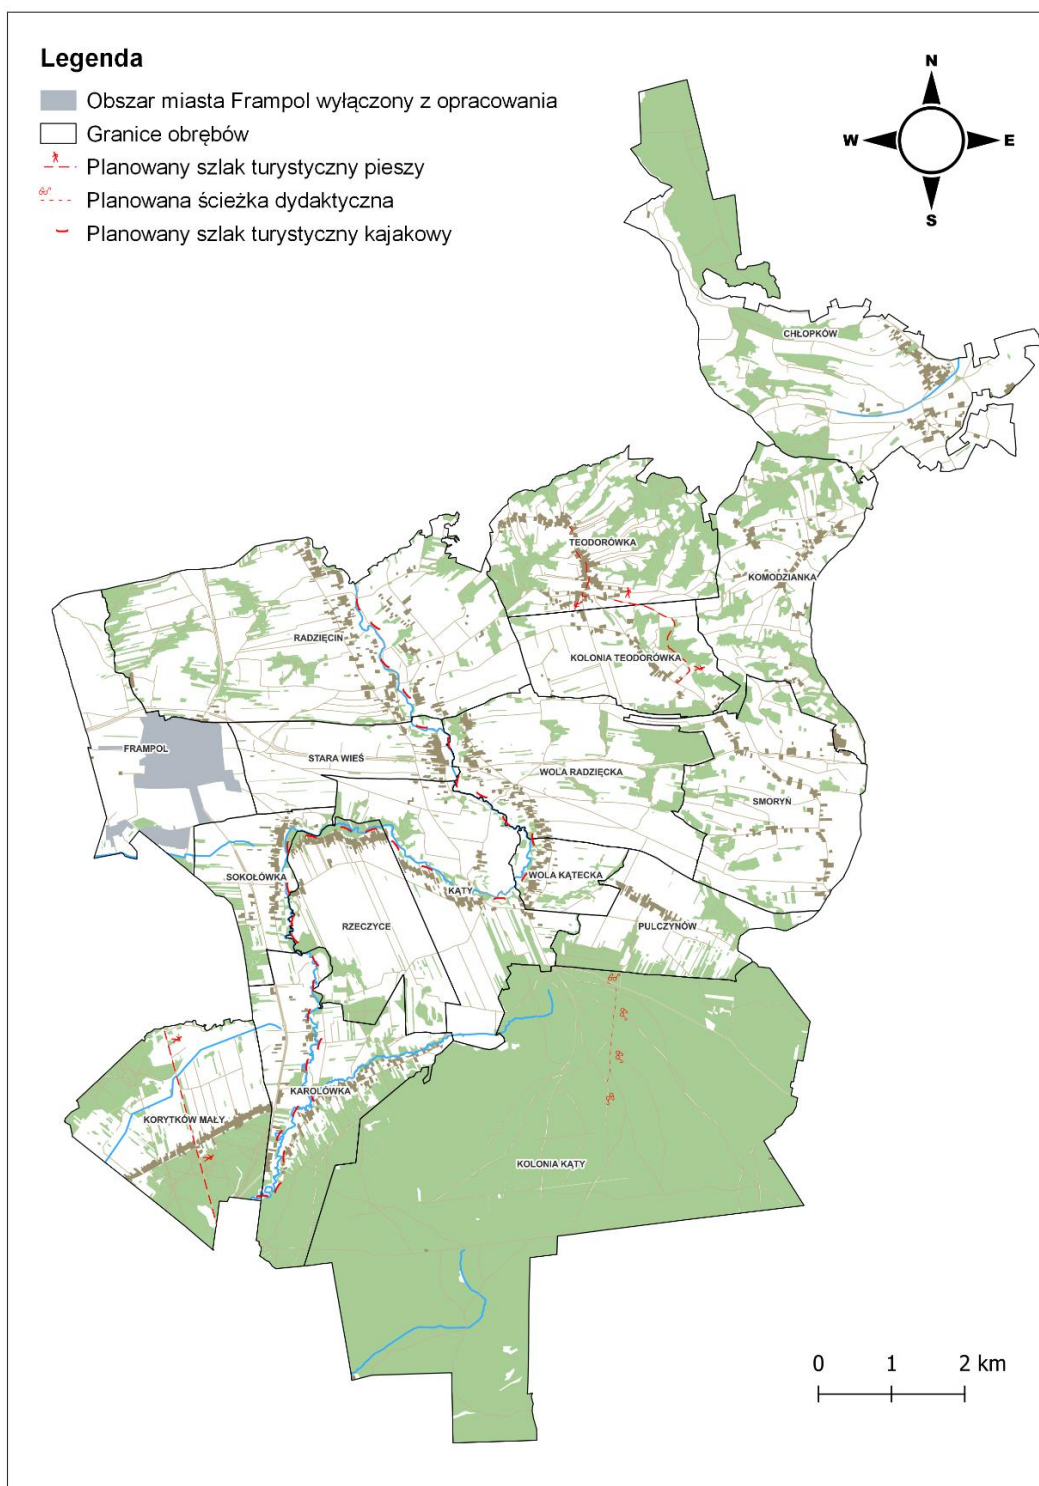 Legenda
Obszar miasta Frampol wyłączony z opracowania
Granice obrębów
Planowany szlak turystyczny pieszy
Planowana ścieżka dydaktyczna
Planowany szlak turystyczny kajakowy
N
W
E
S
CHŁOPKÓW
TEODORÓWKA
KOMODZIANKA
RADZIĘCIN
KOLONIA TEODORÓWKA
FRAMPOL
STARA WIEŚ
WOLA RADZIĘCKA
SMORYŃ
SOKOŁÓWKA
KĄTY
WOLA KĄTECKA
RZECZYCE
PULCZYNÓW
KAROLÓWKA
KORYTKÓW MAŁY
KOLONIA KĄTY
0 1 2 km